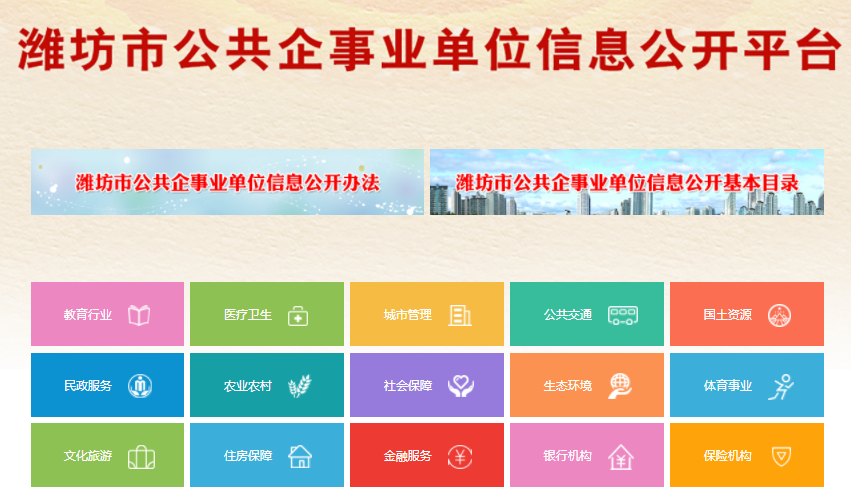 潍坊市公共企事业单位信息公开平台
潍坊市公共企事业单位信息公开办法
潍坊市公共企事业单位信息公开基本目录
教育行业
医疗卫生
城市管理
公共交通
国土资源
民政服务
农业农村
社会保障
生态环境
体育事业
文化旅游
住房保障
金融服务
银行机构
保险机构